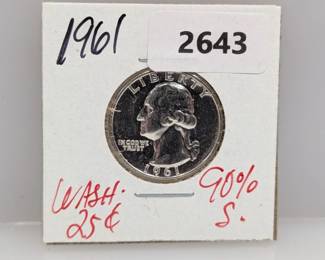 1961
2643
LIBERTY
IN GOD WE
TRUST
1961
WASH.
25¢
90%
S.